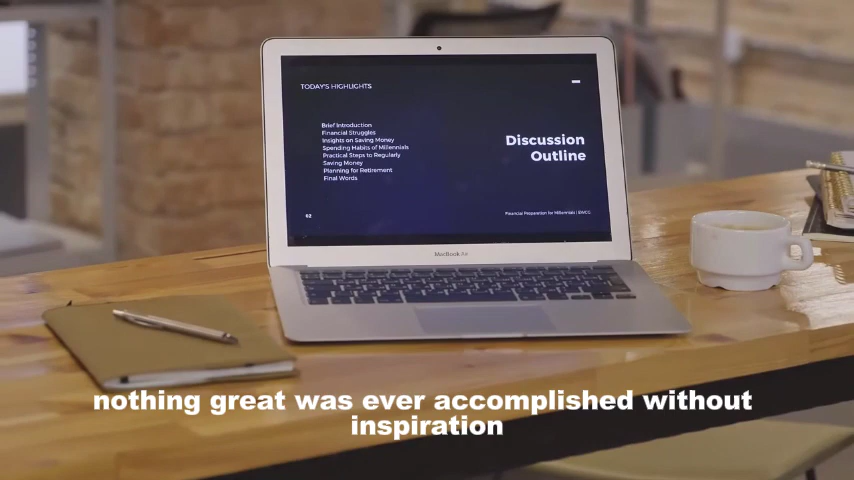 TODAY'S HIGHLIGHTS
Brief Introduction
Financial Struggles
Insights on Saving Money
Spending Habits of Millennials
Practical Steps to Regularly
Saving Money
Planning for Retirement
Final Words
Discussion
Outline
02
Financial Preparation for Millennials | BWCG
MacBook Air
nothing great was ever accomplished without
inspiration